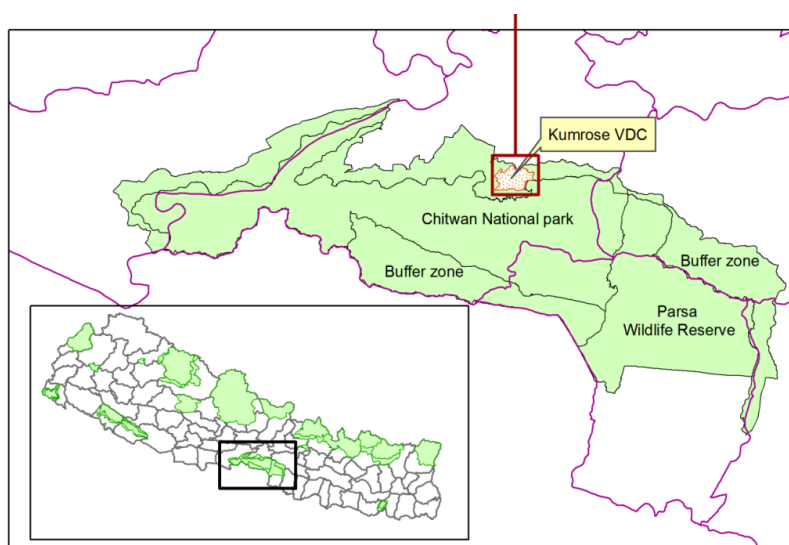 Kumrose VDC
Chitwan National park
Buffer zone
Buffer zone
Parsa
Wildlife Reserve